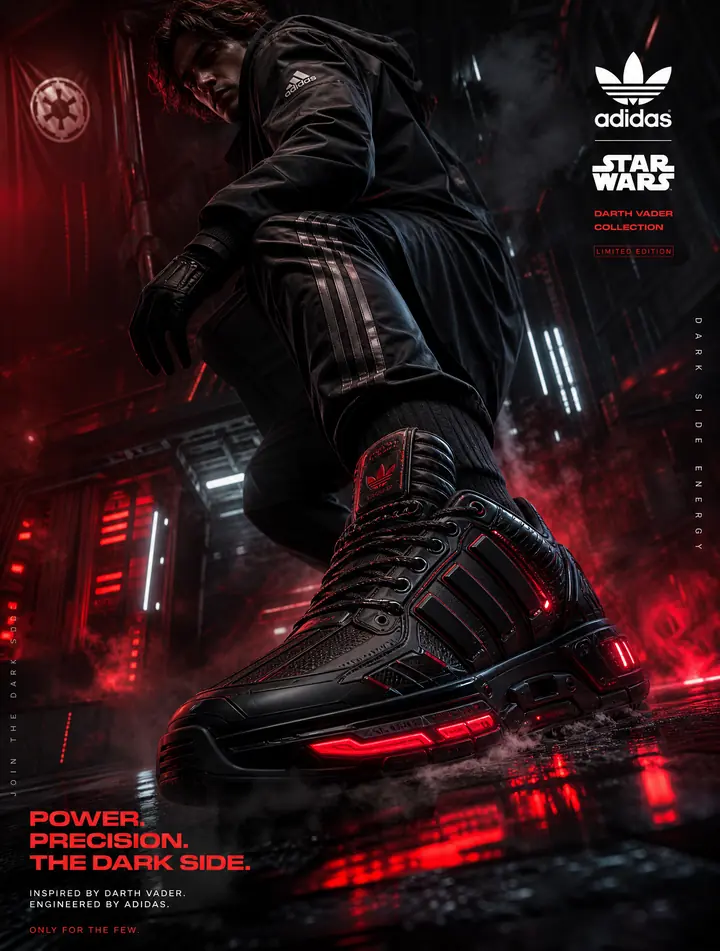 adidas
adidas
STAR
WARS
DARTH VADER
COLLECTION
LIMITED EDITION
DARK SIDE ENERGY
JOIN THE DARK SIDE
POWER.
PRECISION.
THE DARK SIDE.
INSPIRED BY DARTH VADER.
ENGINEERED BY ADIDAS.
ONLY FOR THE FEW.